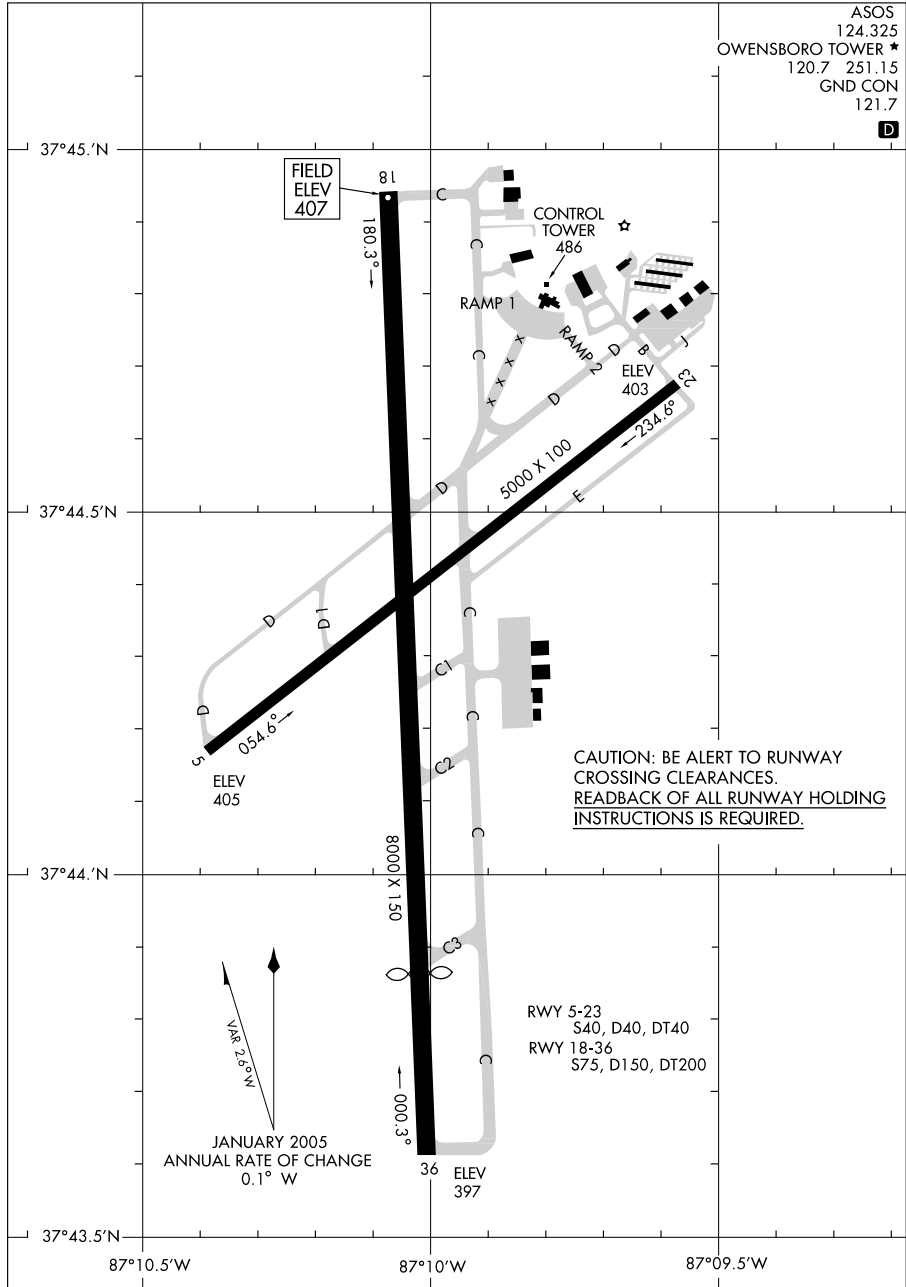 ASOS
124.325
OWENSBORO TOWER ★
120.7 251.15
GND CON
121.7
D
37°45.'N
FIELD
ELEV
407
18
C
CONTROL
TOWER
486
180.3°
C
RAMP 1
RAMP 2
C
D
B
J
ELEV
403
23
D
234.6°
5000 X 100
D
E
37°44.5'N
D
D1
C
C1
D
C
054.6°
5
ELEV
405
C2
CAUTION: BE ALERT TO RUNWAY
CROSSING CLEARANCES.
READBACK OF ALL RUNWAY HOLDING
INSTRUCTIONS IS REQUIRED.
C
8000 X 150
37°44.'N
C3
VAR 2.6° W
RWY 5-23
S40, D40, DT40
RWY 18-36
S75, D150, DT200
C
000.3°
JANUARY 2005
ANNUAL RATE OF CHANGE
0.1° W
36
ELEV
397
37°43.5'N
87°10.5'W
87°10'W
87°09.5'W